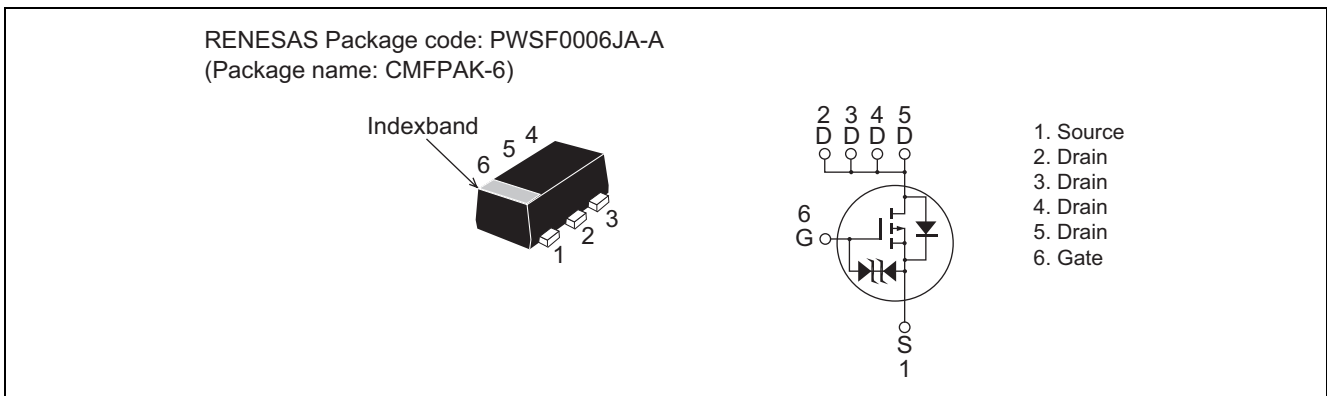 RENESAS Package code: PWSF0006JA-A
(Package name: CMFPAK-6)
Indexband
6
5
4
1
2
3
2 3 4 5
D D D D
6
G
S
1
1. Source
2. Drain
3. Drain
4. Drain
5. Drain
6. Gate